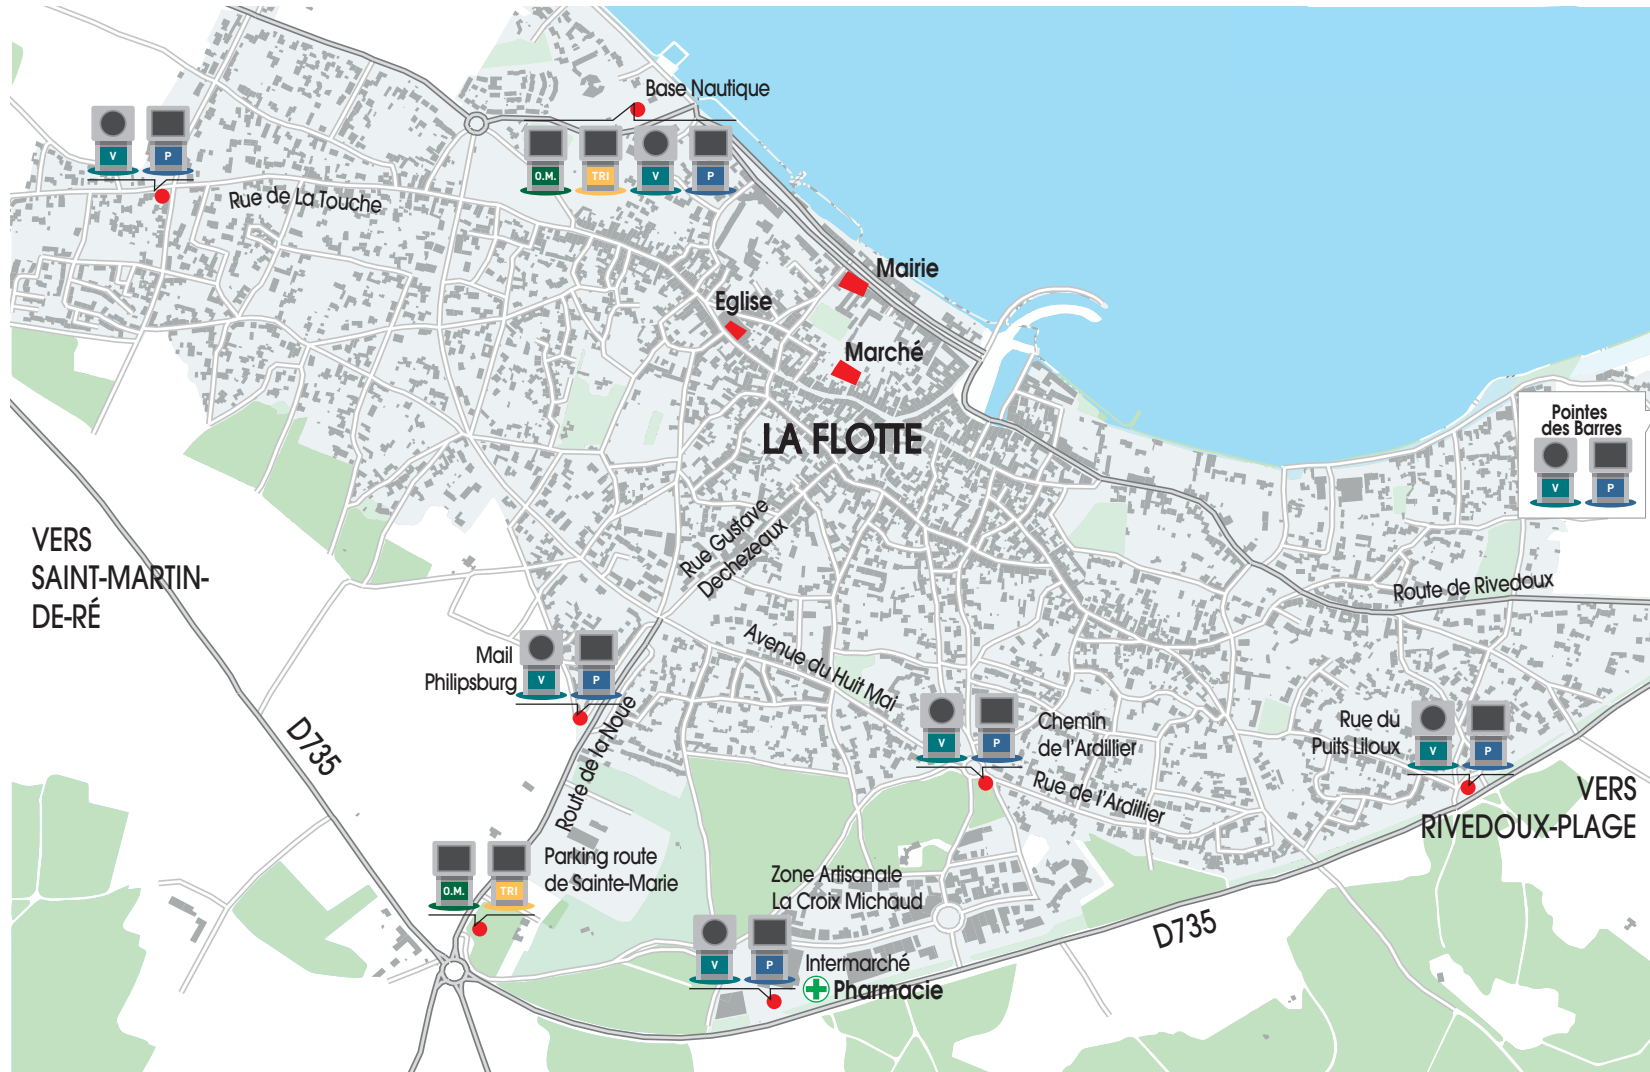 Base Nautique
V
P
O.M.
TRI
V
P
Rue de La Touche
Mairie
Eglise
Marché
LA FLOTTE
Pointes
des Barres
V
P
Rue Gustave
Dechezeaux
VERS
SAINT-MARTIN-
DE-RÉ
Route de Rivedoux
Mail
Philipsburg
V
P
Avenue du Huit Mai
Route de la Noue
D735
Chemin
de l'Ardillier
V
P
Rue de l'Ardillier
Rue du
Puits Liloux
V
P
VERS
RIVEDOUX-PLAGE
Parking route
de Sainte-Marie
O.M.
TRI
Zone Artisanale
La Croix Michaud
D735
V
P
Intermarché
Pharmacie